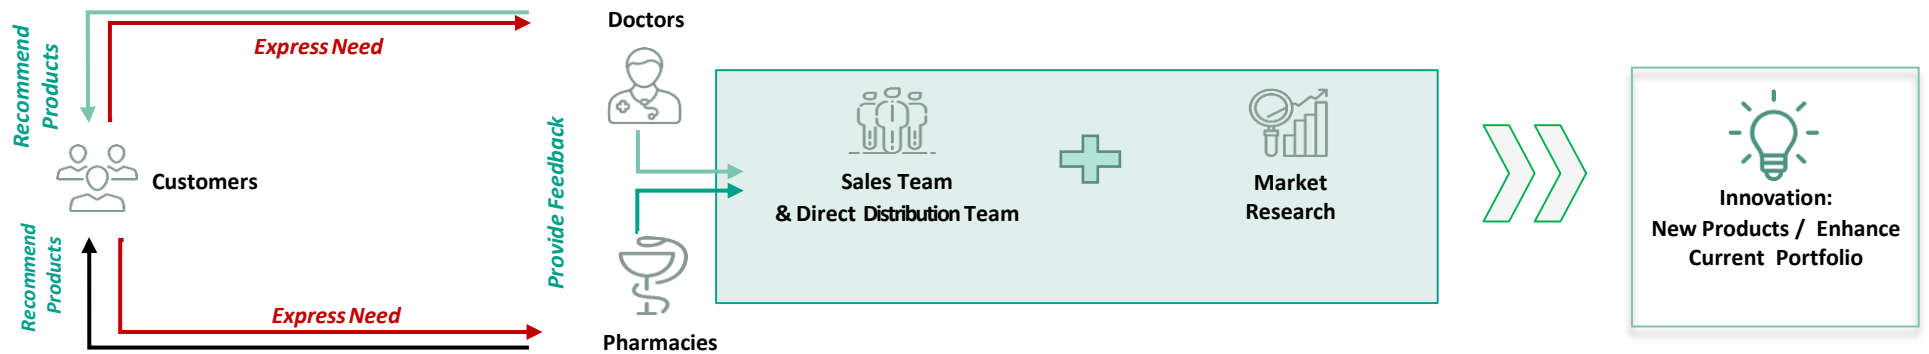 Recommend
Products
Express Need
Customers
Recommend
Products
Express Need
Provide Feedback
Doctors
Pharmacies
Sales Team
& Direct Distribution Team
Market
Research
Innovation:
New Products / Enhance
Current Portfolio